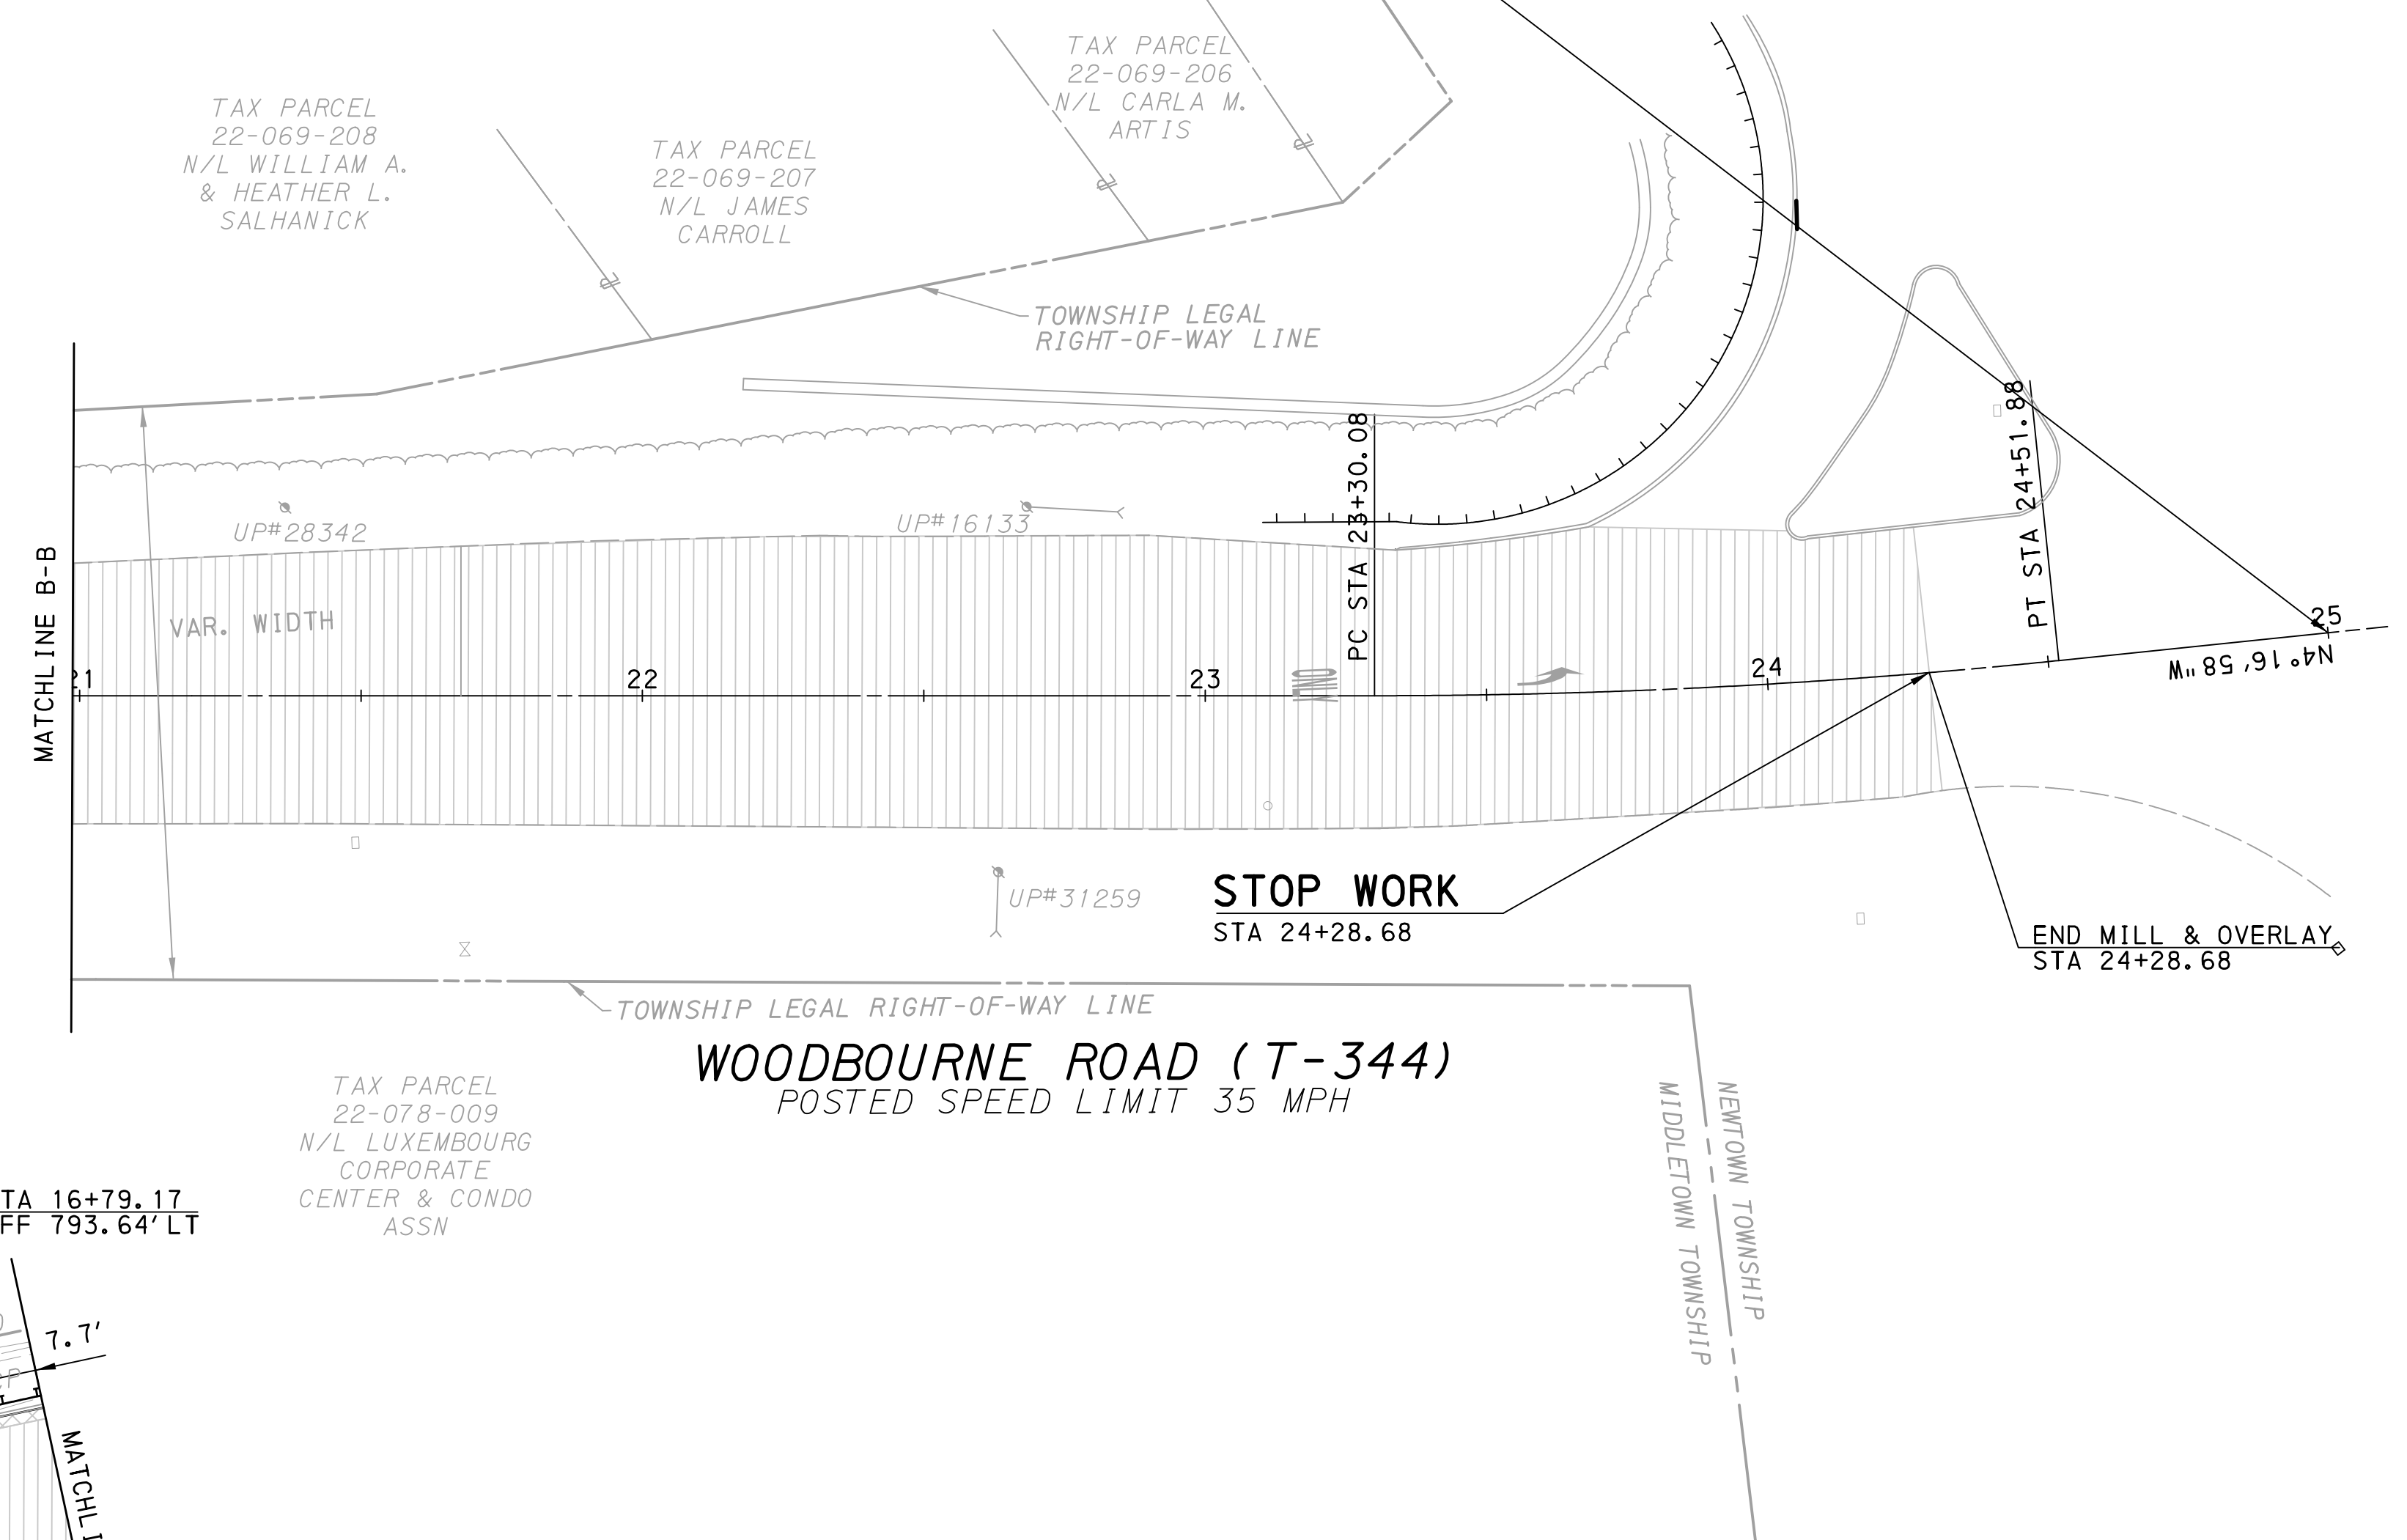 TAX PARCEL
22-069-208
N/L WILLIAM A.
& HEATHER L.
SALHANICK
TAX PARCEL
22-069-207
N/L JAMES
CARROLL
TAX PARCEL
22-069-206
N/L CARLA M.
ARTIS
TOWNSHIP LEGAL
RIGHT-OF-WAY LINE
UP#28342
UP#16133
PC STA 23+30.08
PT STA 24+51.88
MATCHLINE B-B
VAR. WIDTH
21
22
23
24
25
N4°16'58"W
ONLY
UP#31259
STOP WORK
STA 24+28.68
END MILL & OVERLAY
STA 24+28.68
TOWNSHIP LEGAL RIGHT-OF-WAY LINE
WOODBOURNE ROAD (T-344)
POSTED SPEED LIMIT 35 MPH
TAX PARCEL
22-078-009
N/L LUXEMBOURG
CORPORATE
CENTER & CONDO
ASSN
MIDDLETOWN TOWNSHIP
NEWTOWN TOWNSHIP
TA 16+79.17
FF 793.64'LT
7.7'
MATCHLI